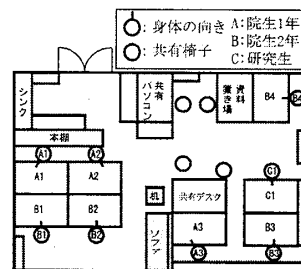 : 身体の向き A:院生1年
: 共有椅子 B:院生2年
C:研究生
シンク
共有パソコン
資料置き場
B4
B4
本棚
A1
A2
A1
A2
B1
B2
B1
B2
机
共有デスク
C1
C1
A3
B3
ソファ
A3
B3